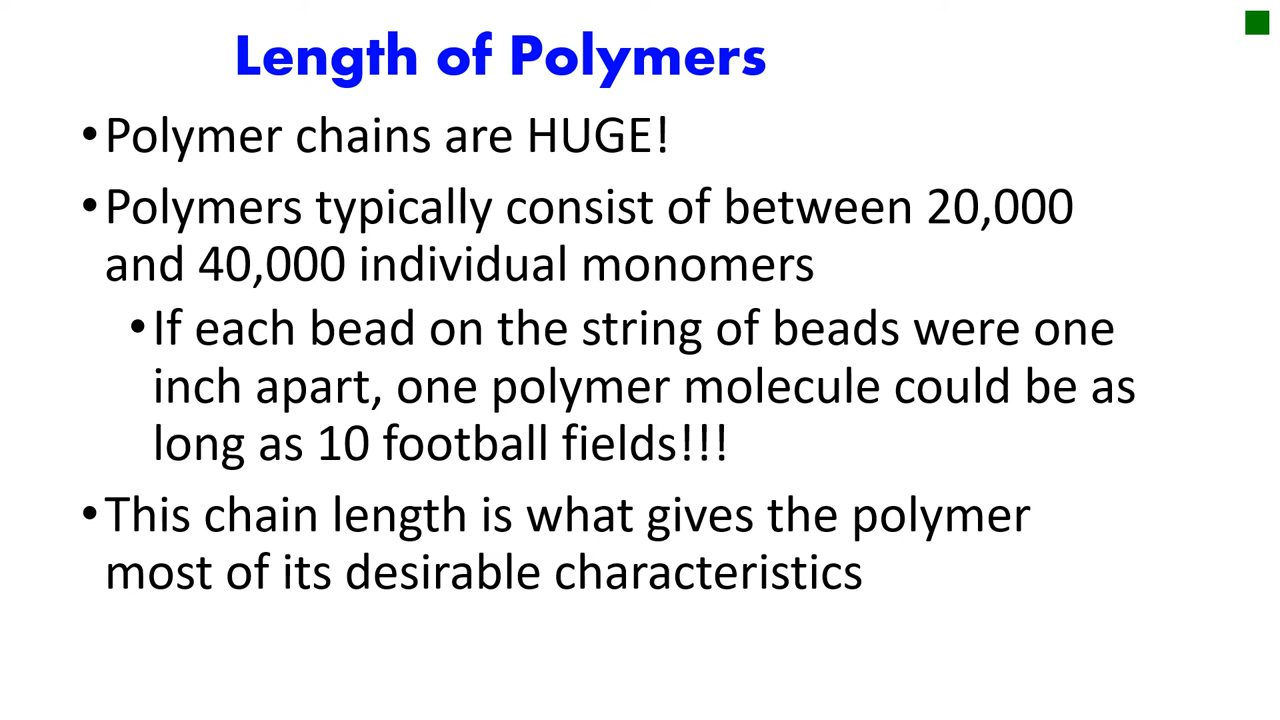 Length of Polymers
•Polymer chains are HUGE!
•Polymers typically consist of between 20,000
and 40,000 individual monomers
•If each bead on the string of beads were one
inch apart, one polymer molecule could be as
long as 10 football fields!!!
•This chain length is what gives the polymer
most of its desirable characteristics